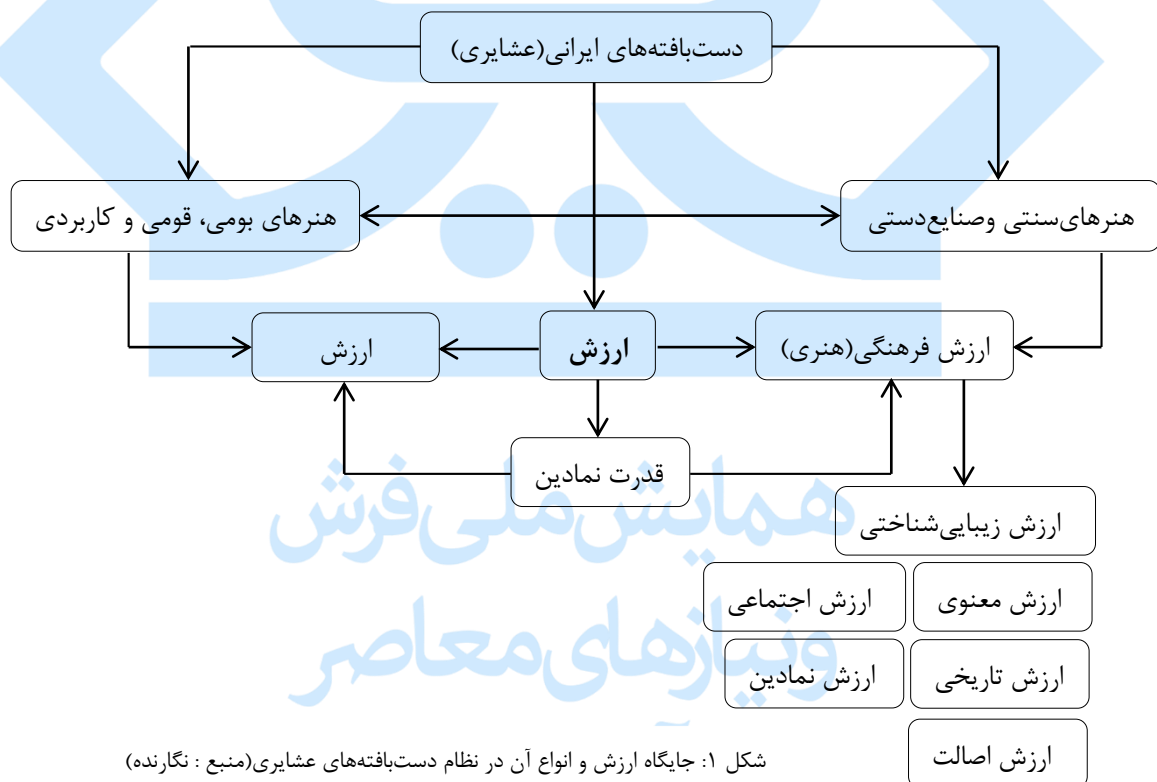 دست‌بافته‌های ایرانی(عشایری)
هنرهای‌سنتی وصنایع‌دستی
هنرهای بومی، قومی و کاربردی
ارزش فرهنگی(هنری)
ارزش
ارزش
قدرت نمادین
همایش‌ملی‌فرش
ارزش زیبایی‌شناختی
ارزش معنوی
ارزش اجتماعی
ونیازهای‌معاصر
ارزش تاریخی
ارزش نمادین
ارزش اصالت
شکل ۱: جایگاه ارزش و انواع آن در نظام دست‌بافته‌های عشایری(منبع : نگارنده)